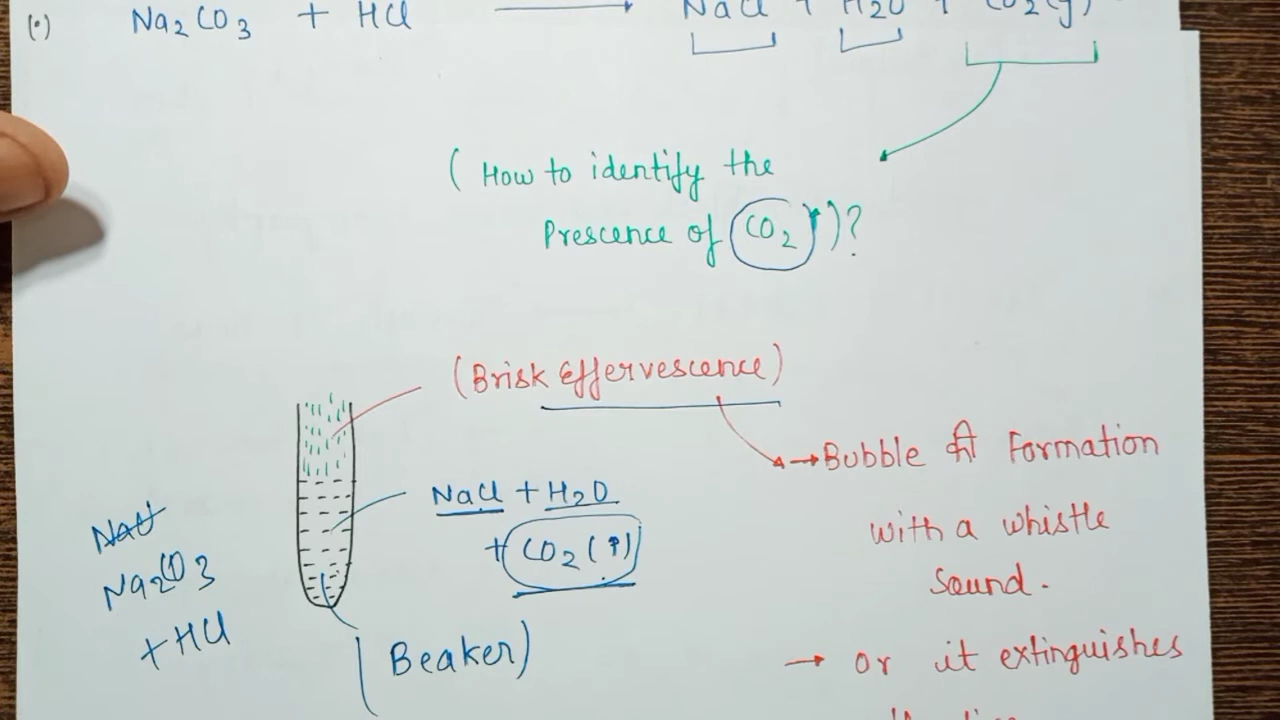 (•) Na2CO3 + HCl ⟶ NaCl + H2O + CO2(g)
( How to identify the
Prescence of (CO2↑)?
(Brisk Effervescence)
→ Bubble की Formation
with a whistle
Sound.
→ or it extinguishes
NaCl + H2O
+ CO2(↑)
NaCl
Na2CO3
+ HCl
(Beaker)